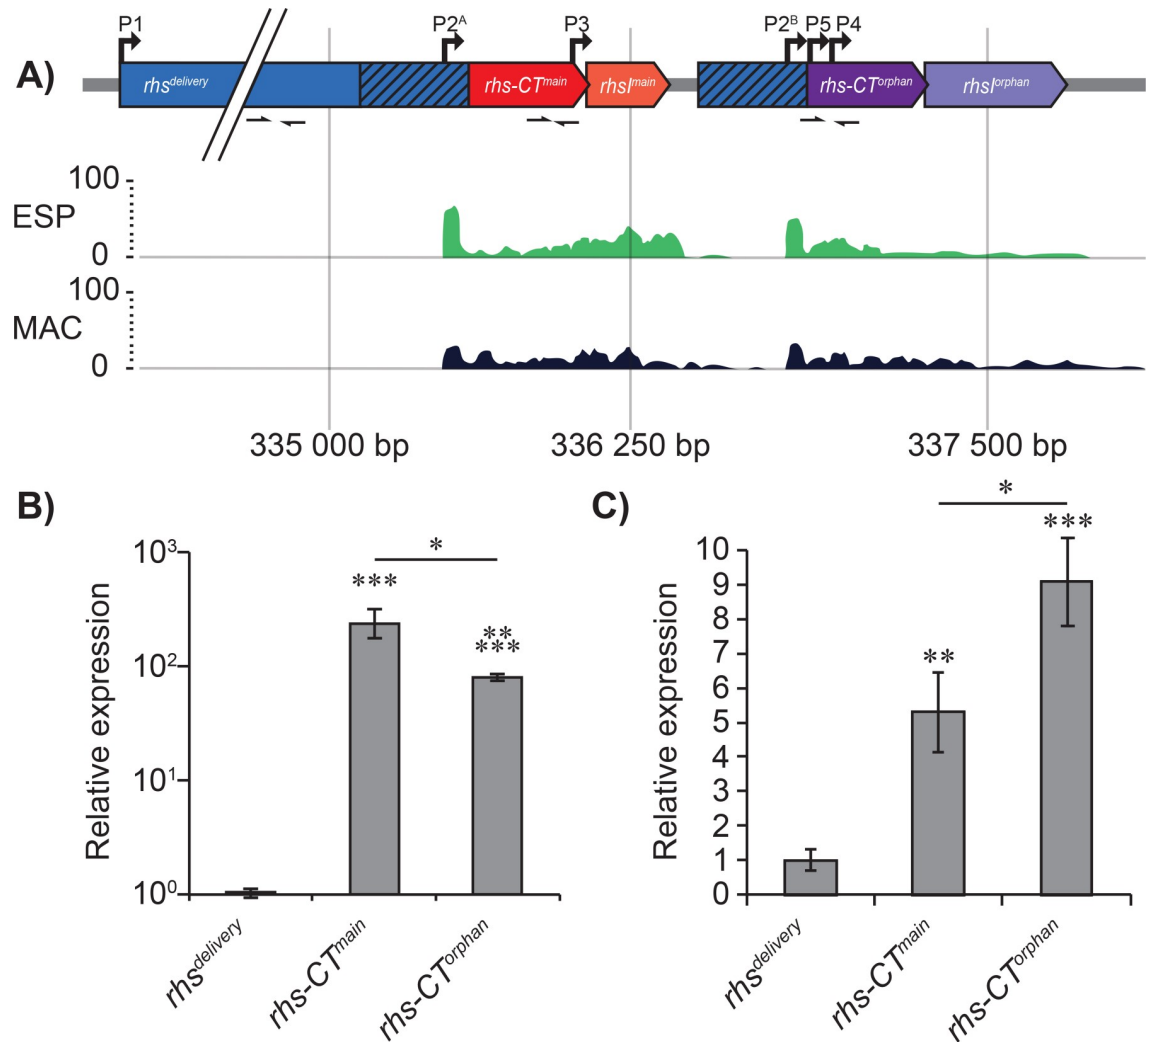 P1 P2ᴬ P3 P2ᴮ P5 P4
A) rhsᵈᵉˡⁱᵛᵉʳʸ rhs-CTᵐᵃⁱⁿ rhsIᵐᵃⁱⁿ rhs-CTᵒʳᵖʰᵃⁿ rhsIᵒʳᵖʰᵃⁿ
100
ESP
0
100
MAC
0
335 000 bp 336 250 bp 337 500 bp
B)
Relative expression
10³
10²
10¹
10⁰
*
***
**
***
rhsᵈᵉˡⁱᵛᵉʳʸ
rhs-CTᵐᵃⁱⁿ
rhs-CTᵒʳᵖʰᵃⁿ
C)
Relative expression
10
9
8
7
6
5
4
3
2
1
0
*
**
***
rhsᵈᵉˡⁱᵛᵉʳʸ
rhs-CTᵐᵃⁱⁿ
rhs-CTᵒʳᵖʰᵃⁿ